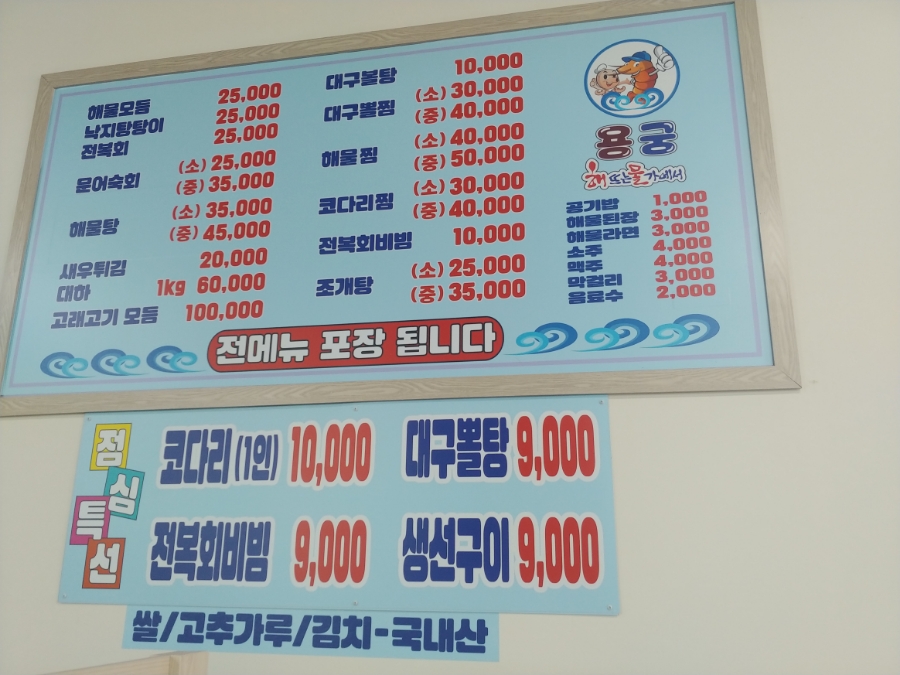 해물모듬 25,000
낙지탕탕이 25,000
전복회 25,000
문어숙회 (소) 25,000
(중) 35,000
해물탕 (소) 35,000
(중) 45,000
새우튀김 20,000
대하 1kg 60,000
고래고기 모듬 100,000
대구볼탕 10,000
대구뽈찜 (소) 30,000
(중) 40,000
해물찜 (소) 40,000
(중) 50,000
코다리찜 (소) 30,000
(중) 40,000
전복회비빔 10,000
조개탕 (소) 25,000
(중) 35,000
용궁
해뜨는물가에서
공기밥 1,000
해물된장 3,000
해물라면 3,000
소주 4,000
맥주 4,000
막걸리 3,000
음료수 2,000
전메뉴 포장 됩니다
점심특선
코다리(1인) 10,000
대구뽈탕 9,000
전복회비빔 9,000
생선구이 9,000
쌀/고추가루/김치-국내산